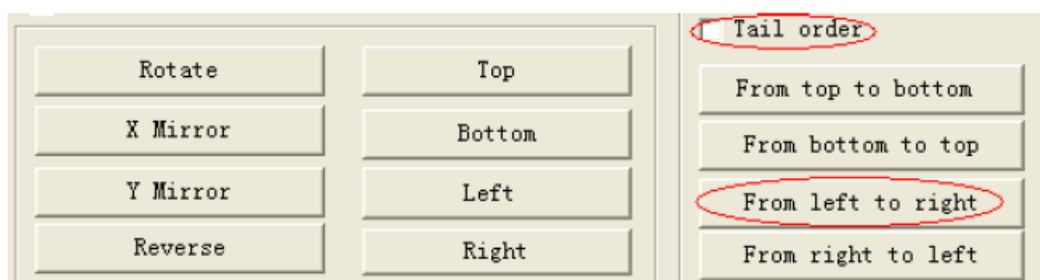 Tail order
Rotate
Top
From top to bottom
X Mirror
Bottom
From bottom to top
Y Mirror
Left
From left to right
Reverse
Right
From right to left